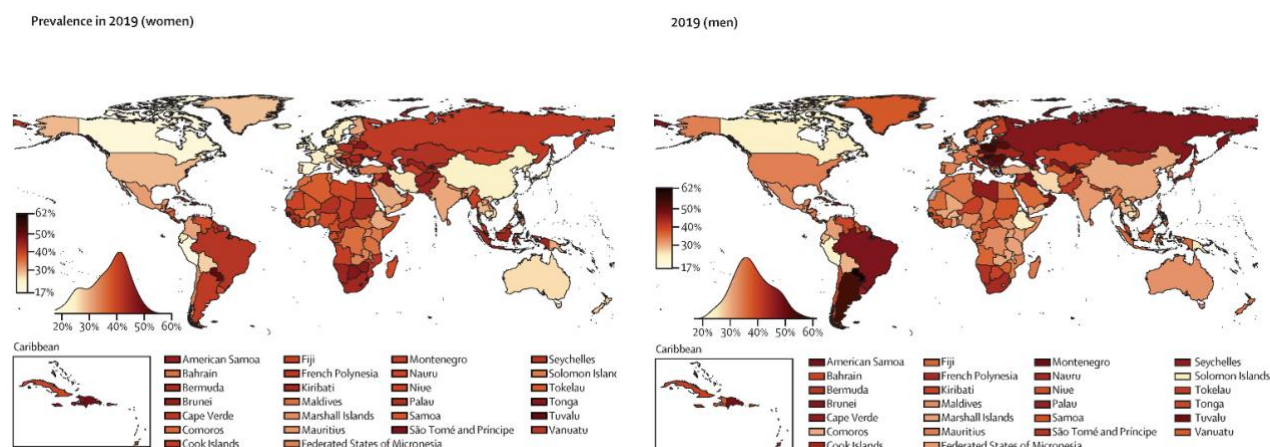 Prevalence in 2019 (women)
62%
50%
40%
30%
17%
20% 30% 40% 50% 60%
Caribbean
American Samoa
Bahrain
Bermuda
Brunei
Cape Verde
Comoros
Cook Islands
Fiji
French Polynesia
Kiribati
Maldives
Marshall Islands
Mauritius
Federated States of Micronesia
Montenegro
Nauru
Niue
Palau
Samoa
São Tomé and Príncipe
Seychelles
Solomon Islan
Tokelau
Tonga
Tuvalu
Vanuatu
2019 (men)
62%
50%
40%
30%
17%
20% 30% 40% 50% 60%
Caribbean
American Samoa
Bahrain
Bermuda
Brunei
Cape Verde
Comoros
Cook Islands
Fiji
French Polynesia
Kiribati
Maldives
Marshall Islands
Mauritius
Federated States of Micronesia
Montenegro
Nauru
Niue
Palau
Samoa
São Tomé and Príncipe
Seychelles
Solomon Islands
Tokelau
Tonga
Tuvalu
Vanuatu